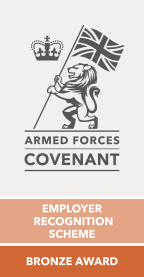 ARMED FORCES
COVENANT
EMPLOYER
RECOGNITION
SCHEME
BRONZE AWARD